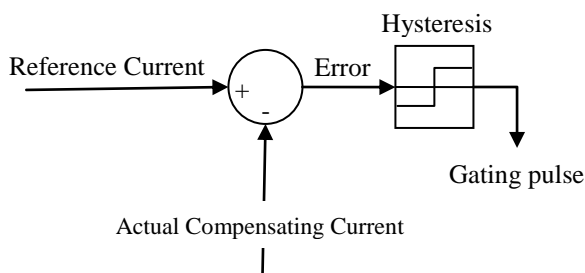 Hysteresis
Reference Current
Error
+
-
Gating pulse
Actual Compensating Current